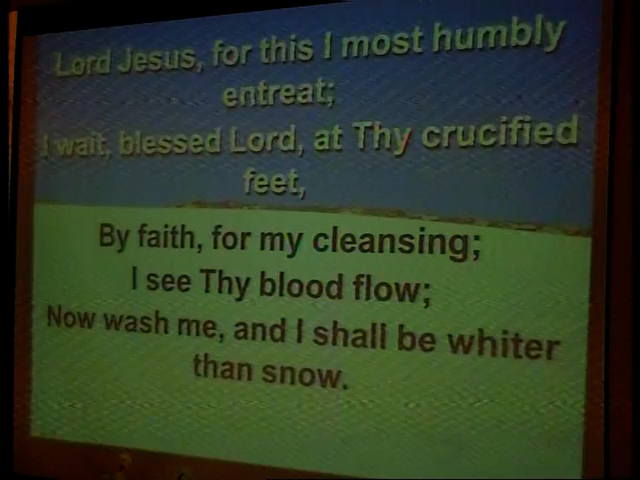 Lord Jesus, for this I most humbly
entreat;
I wait, blessed Lord, at Thy crucified
feet,
By faith, for my cleansing;
I see Thy blood flow;
Now wash me, and I shall be whiter
than snow.